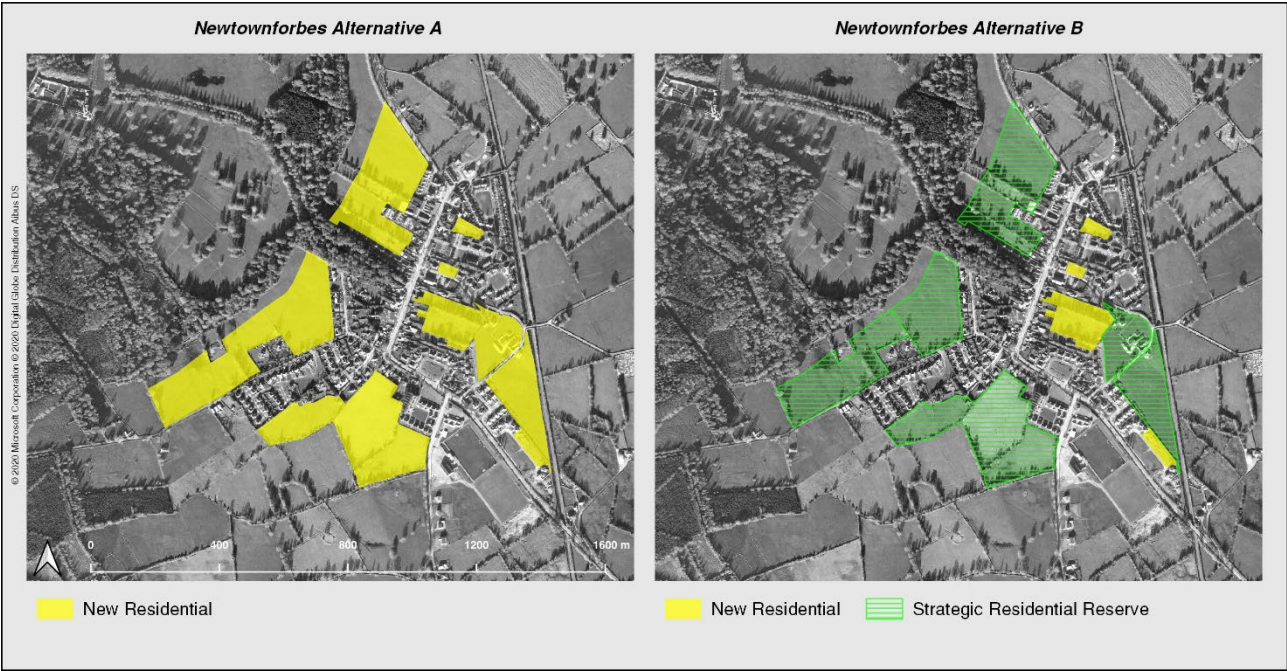 Newtownforbes Alternative A
Newtownforbes Alternative B
© 2020 Microsoft Corporation © 2020 Digital Globe Distribution Aibus DS
0 400 800 1200 1600 m
New Residential
New Residential
Strategic Residential Reserve